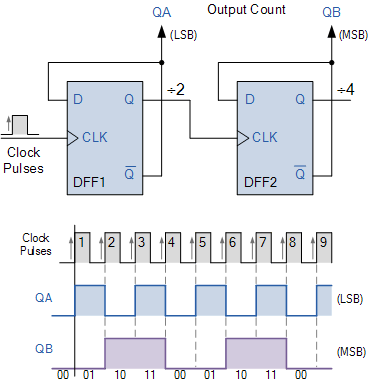 QA Output Count QB
(LSB) (MSB)
D Q ÷2 D Q ÷4
CLK CLK
Clock
Pulses
Q Q
DFF1 DFF2
Clock
Pulses
1 2 3 4 5 6 7 8 9
QA (LSB)
QB (MSB)
00 01 10 11 00 01 10 11 00